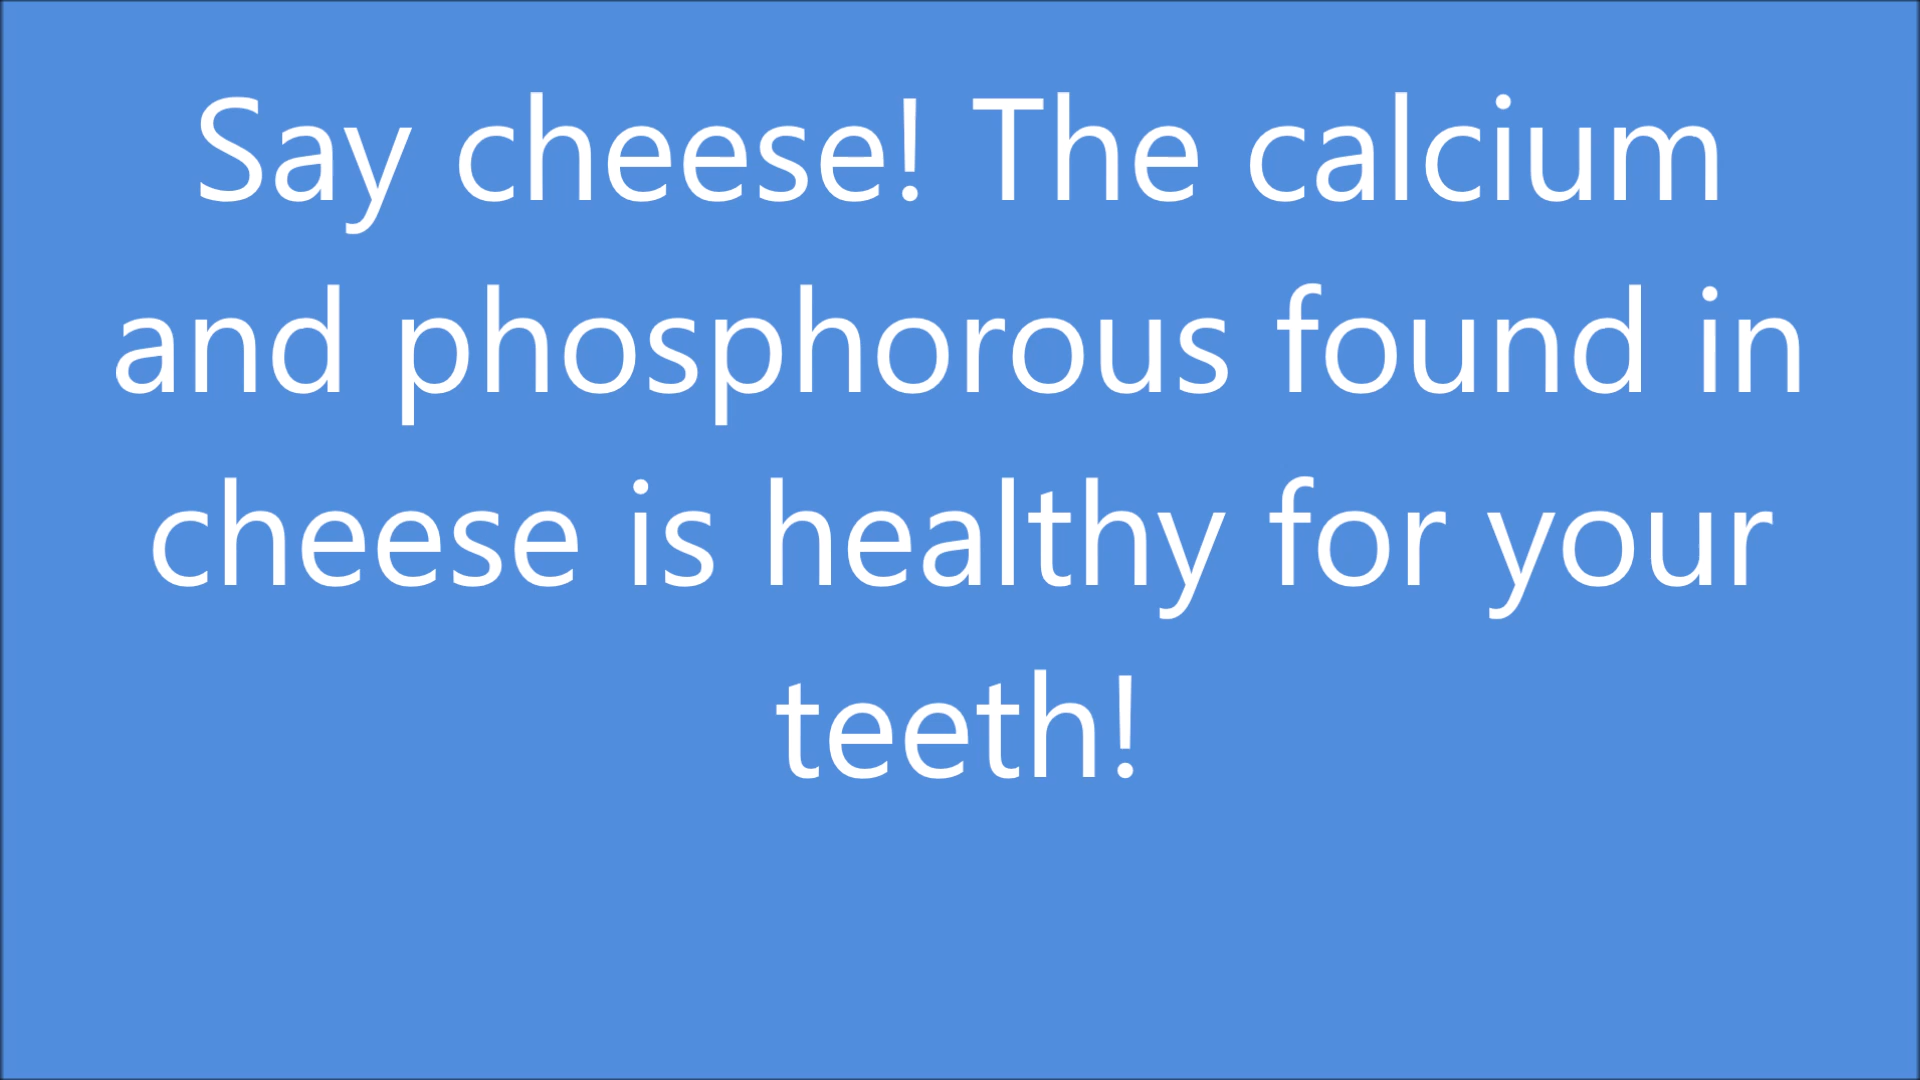 Say cheese! The calcium
and phosphorous found in
cheese is healthy for your
teeth!